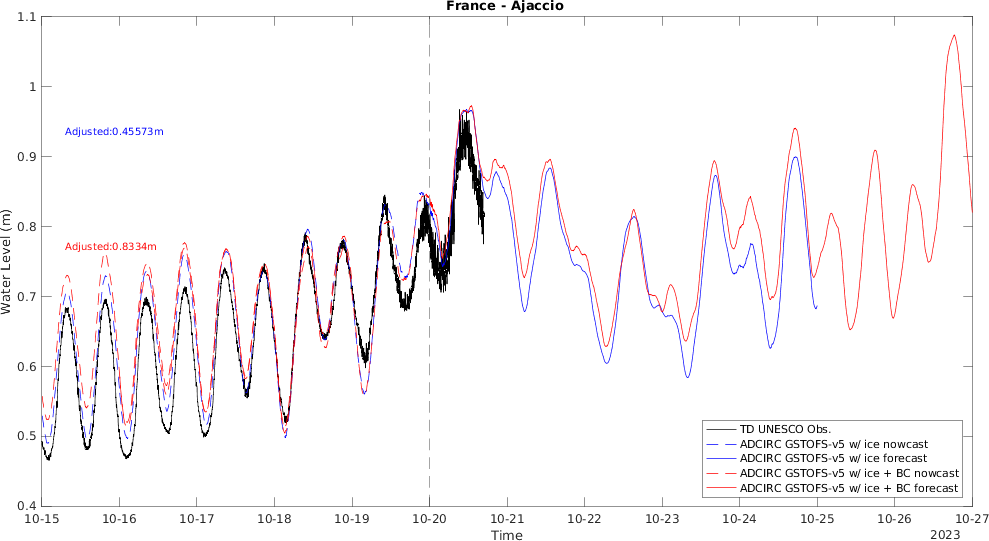 France - Ajaccio
1.1
1
0.9
0.8
0.7
0.6
0.5
0.4
Water Level (m)
Adjusted:0.45573m
Adjusted:0.8334m
TD UNESCO Obs.
ADCIRC GSTOFS-v5 w/ ice nowcast
ADCIRC GSTOFS-v5 w/ ice forecast
ADCIRC GSTOFS-v5 w/ ice + BC nowcast
ADCIRC GSTOFS-v5 w/ ice + BC forecast
10-15 10-16 10-17 10-18 10-19 10-20 10-21 10-22 10-23 10-24 10-25 10-26 10-27
Time
2023